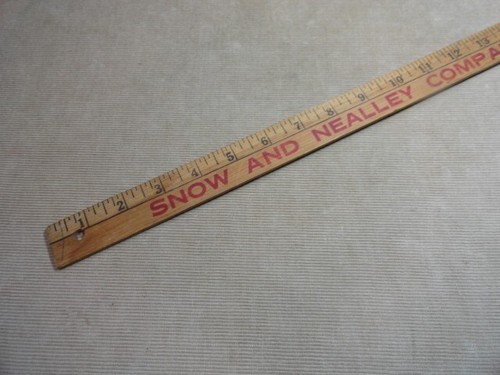 1 2 3 4 5 6 7 8 9 10 11 12 13
SNOW AND NEALLEY COMPA